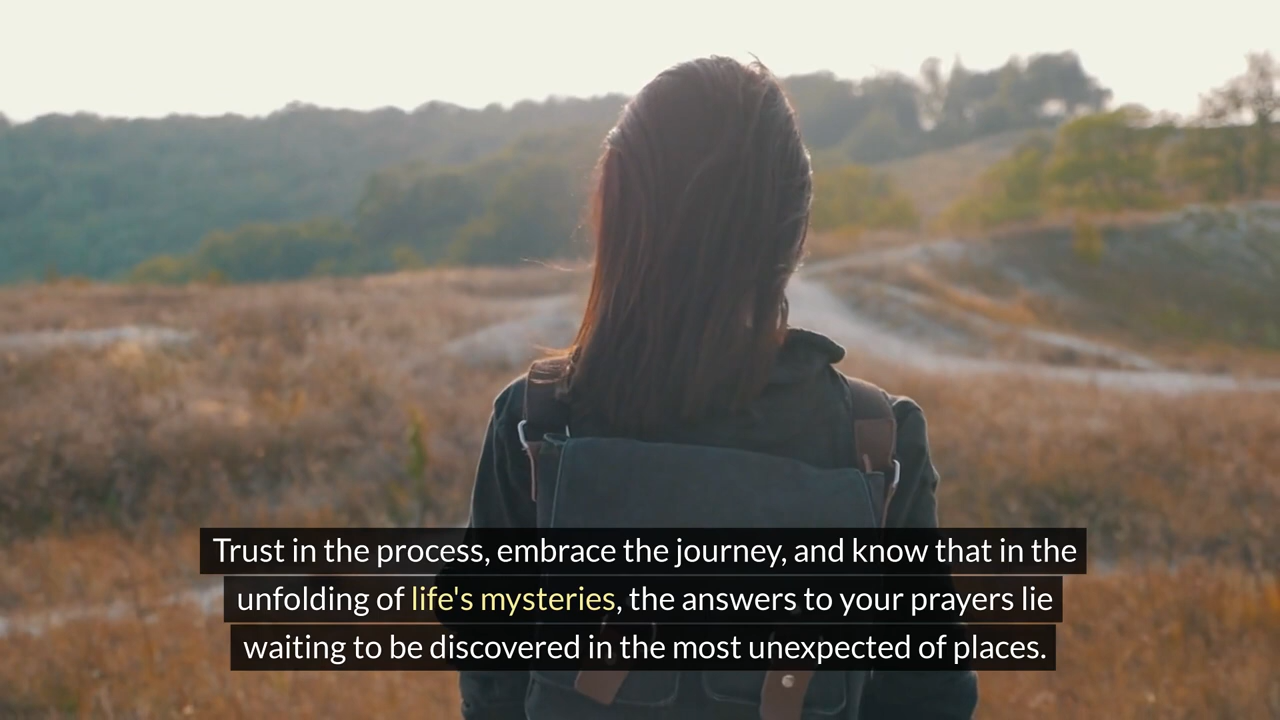 Trust in the process, embrace the journey, and know that in the
unfolding of life's mysteries, the answers to your prayers lie
waiting to be discovered in the most unexpected of places.